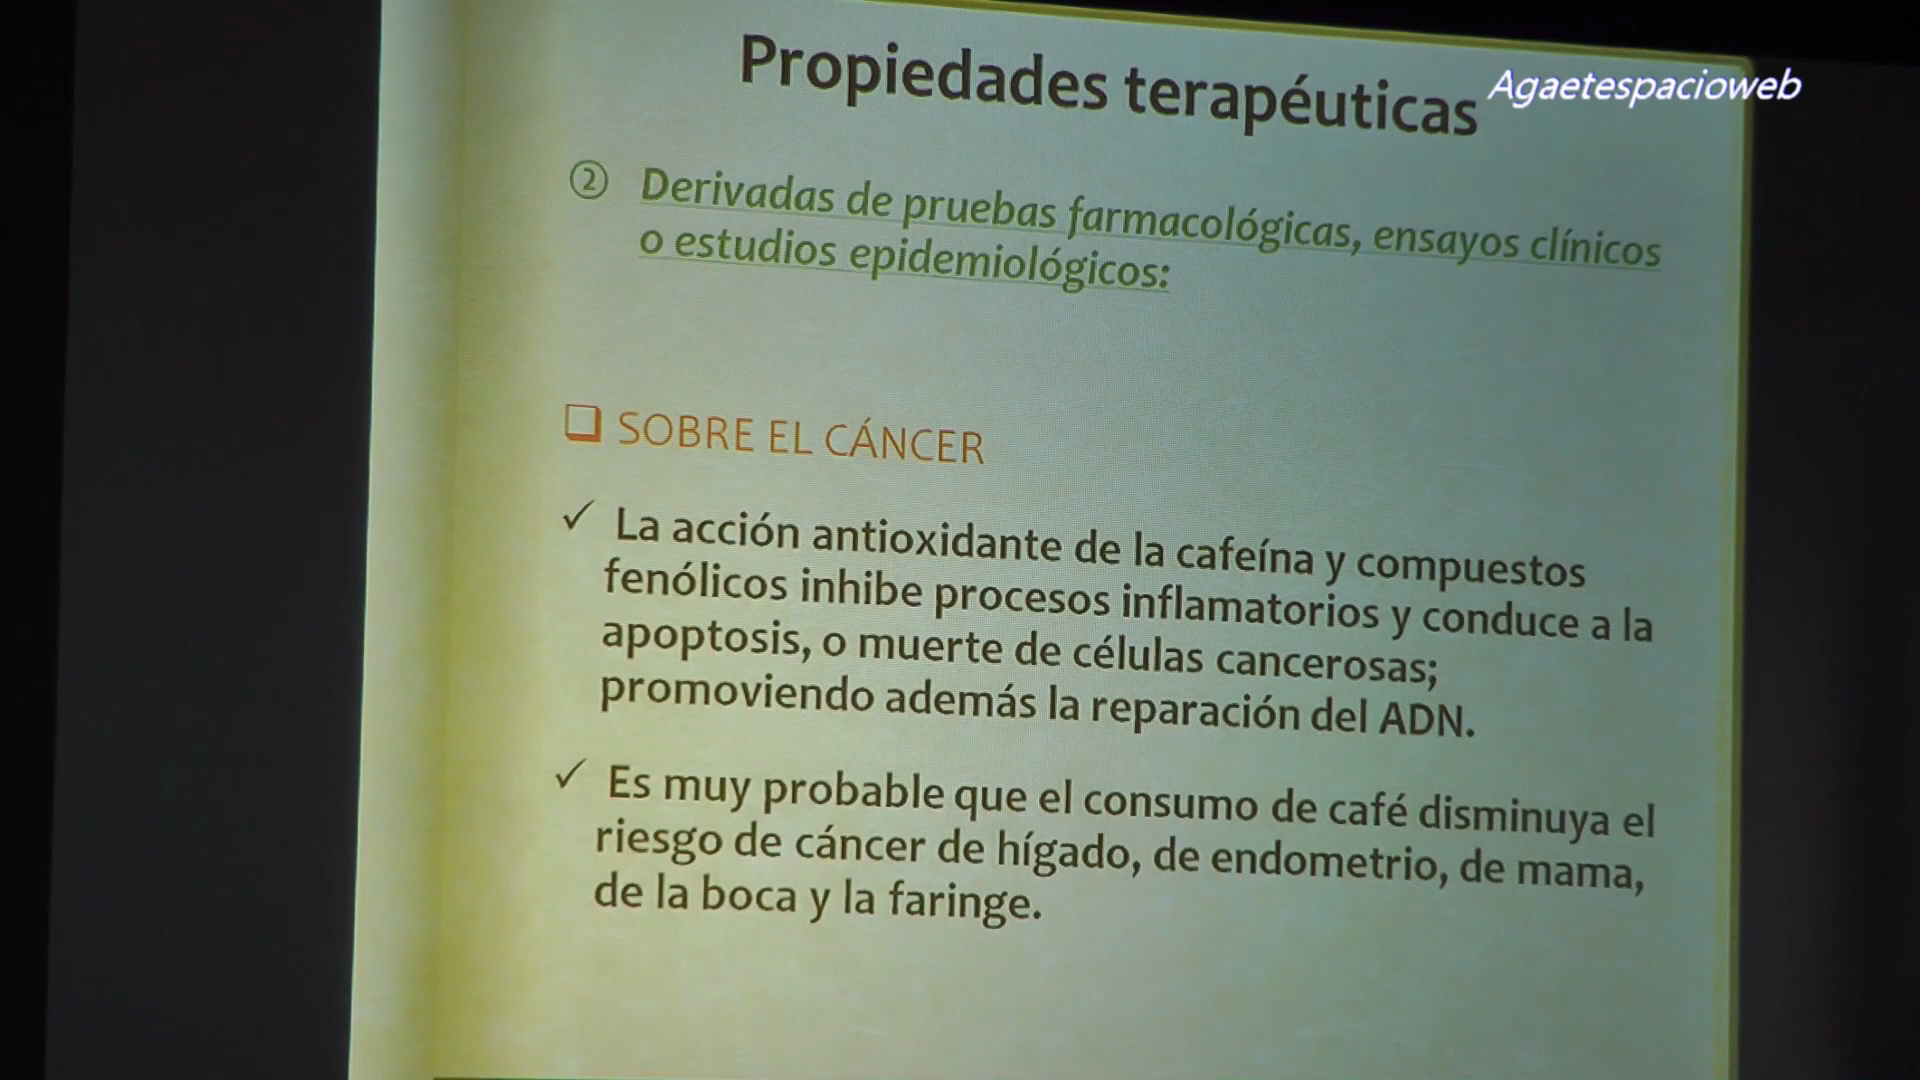 Propiedades terapéuticas
Agaetespacioweb
② Derivadas de pruebas farmacológicas, ensayos clínicos
o estudios epidemiológicos:
❑ SOBRE EL CÁNCER
✓ La acción antioxidante de la cafeína y compuestos
fenólicos inhibe procesos inflamatorios y conduce a la
apoptosis, o muerte de células cancerosas;
promoviendo además la reparación del ADN.
✓ Es muy probable que el consumo de café disminuya el
riesgo de cáncer de hígado, de endometrio, de mama,
de la boca y la faringe.